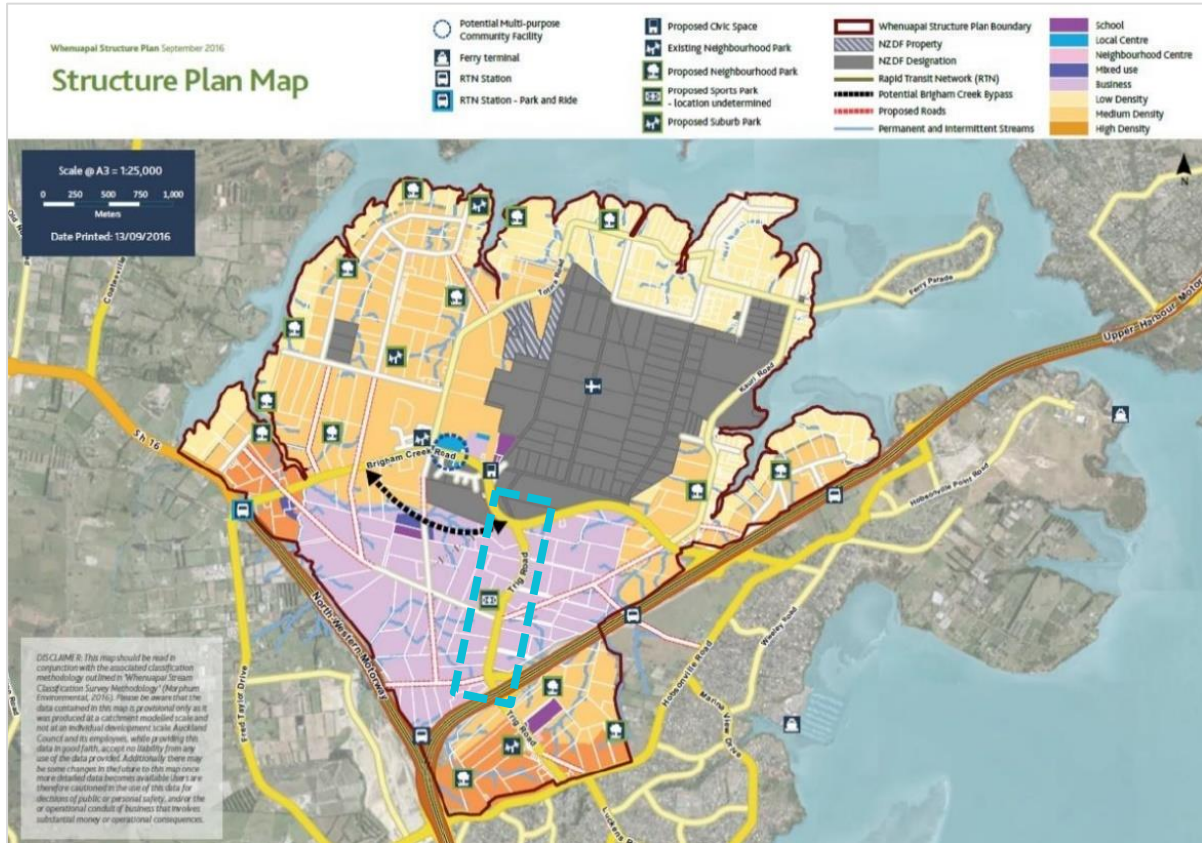 Whenuapai Structure Plan September 2016
Structure Plan Map
Potential Multi-purpose
Community Facility
Ferry terminal
RTN Station
RTN Station - Park and Ride
Proposed Civic Space
Existing Neighbourhood Park
Proposed Neighbourhood Park
Proposed Sports Park
- location undetermined
Proposed Suburb Park
Whenuapai Structure Plan Boundary
NZDF Property
NZDF Designation
Rapid Transit Network (RTN)
Potential Brigham Creek Bypass
Proposed Roads
Permanent and Intermittent Streams
School
Local Centre
Neighbourhood Centre
Mixed use
Business
Low Density
Medium Density
High Density
Scale @ A3 = 1:25,000
0 250 500 750 1,000
Meters
Date Printed: 13/09/2016
N
Totara Road
Ferry Parade
Upper Harbour Motor
Kauri Road
Sh 16
Brigham Creek Road
Hobsonville Point Road
Trig Road
North-Western Motorway
Fred Taylor Drive
Hobsonville Road
Wiseley Road
Marina View Drive
Trig Road
Luckens R
DISCLAIMER: This map should be read in
conjunction with the associated classification
methodology outlined in 'Whenuapai Stream
Classification Survey Methodology' (Morphum
Environmental, 2016). Please be aware that the
data contained in this map is provisional only as it
was produced at a catchment modelled scale and
not at an individual development scale. Auckland
Council and its employees, while providing this
data in good faith, accept no liability from any
use of the data provided. Additionally there may
be some changes in the future to this map once
more detailed data becomes available. Users are
therefore cautioned in the use of this data for
decisions of public or personal safety, and/or the
or operational conduct of business that involves
substantial money or operational consequences.